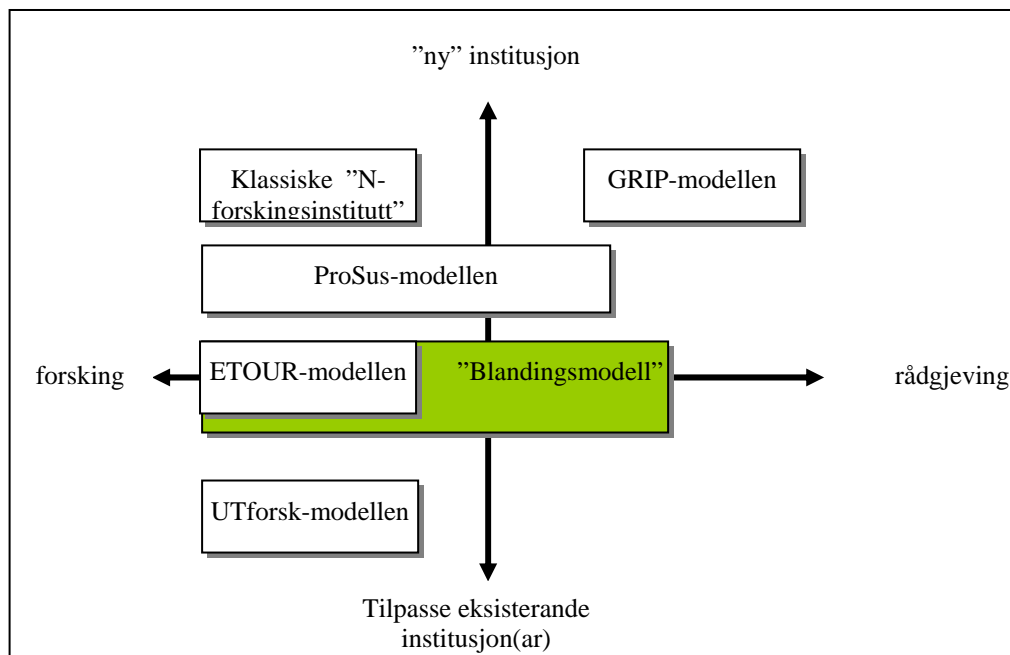 ”ny” institusjon
Klassiske ”N-
forskingsinstitutt”
GRIP-modellen
ProSus-modellen
forsking
ETOUR-modellen
”Blandingsmodell”
rådgjeving
UTforsk-modellen
Tilpasse eksisterande
institusjon(ar)